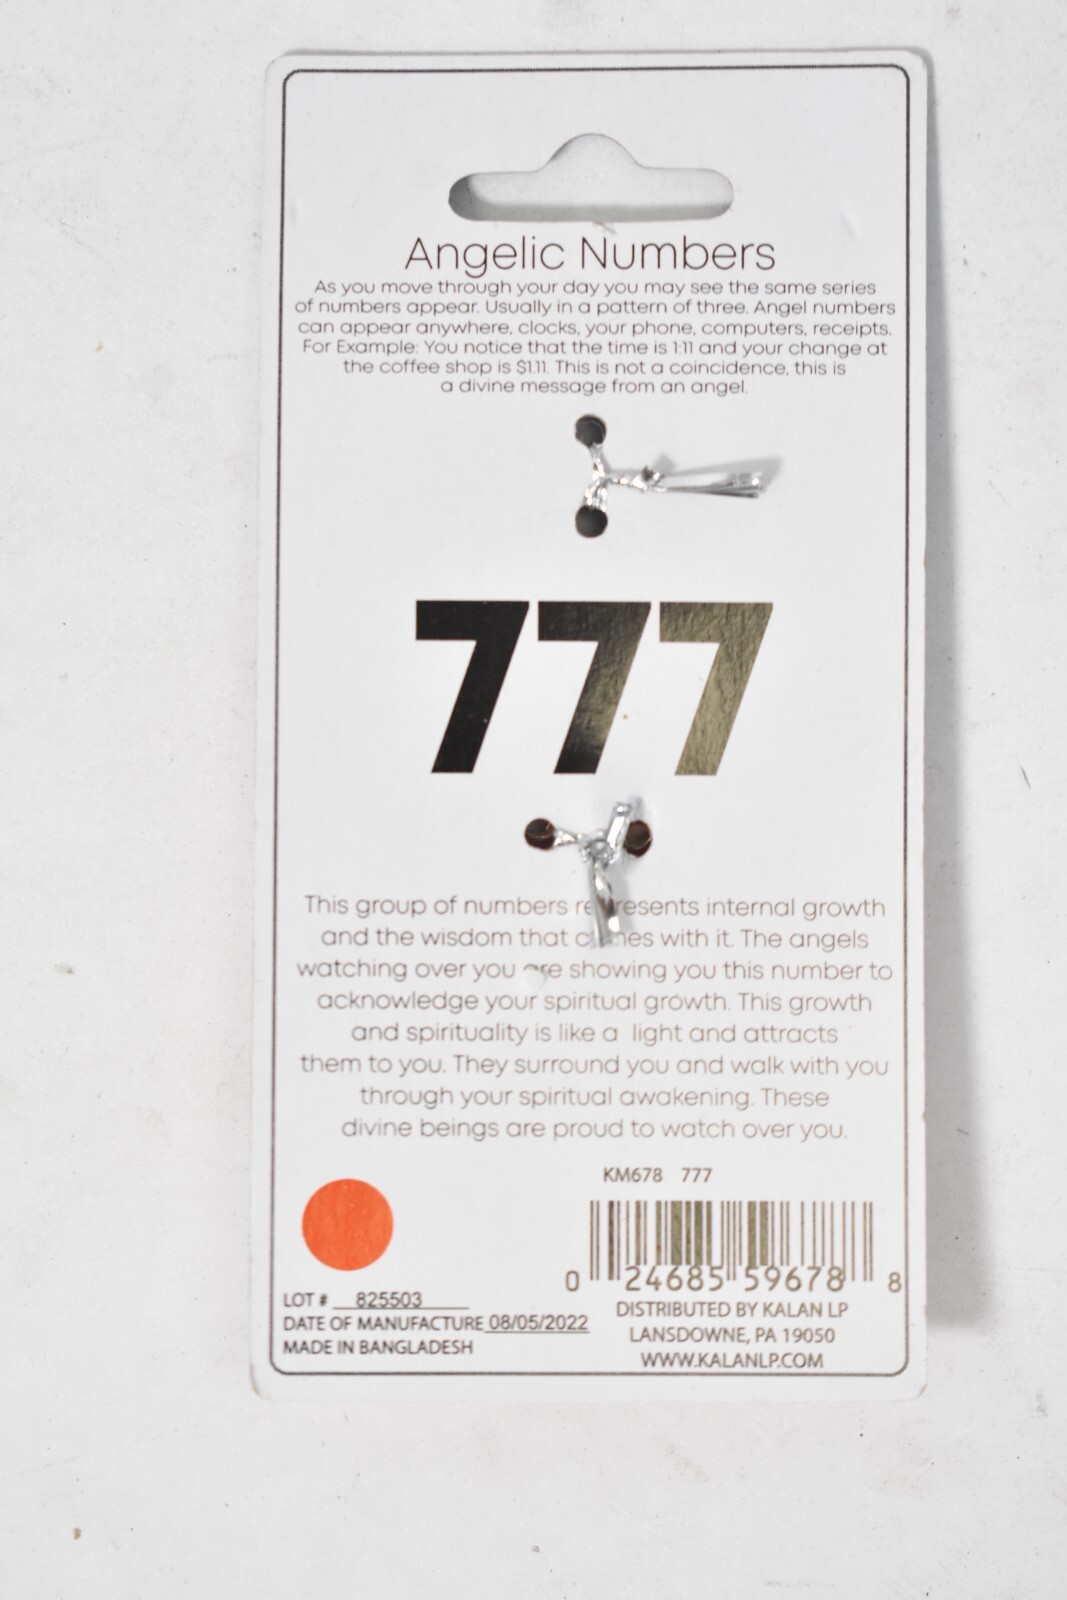 Angelic Numbers
As you move through your day you may see the same series
of numbers appear. Usually in a pattern of three. Angel numbers
can appear anywhere, clocks, your phone, computers, receipts.
For Example: You notice that the time is 1:11 and your change at
the coffee shop is $1.11. This is not a coincidence, this is
a divine message from an angel.
777
This group of numbers represents internal growth
and the wisdom that comes with it. The angels
watching over you are showing you this number to
acknowledge your spiritual growth. This growth
and spirituality is like a light and attracts
them to you. They surround you and walk with you
through your spiritual awakening. These
divine beings are proud to watch over you.
KM678 777
0 24685 59678 8
LOT # 825503
DATE OF MANUFACTURE 08/05/2022
MADE IN BANGLADESH
DISTRIBUTED BY KALAN LP
LANSDOWNE, PA 19050
WWW.KALANLP.COM